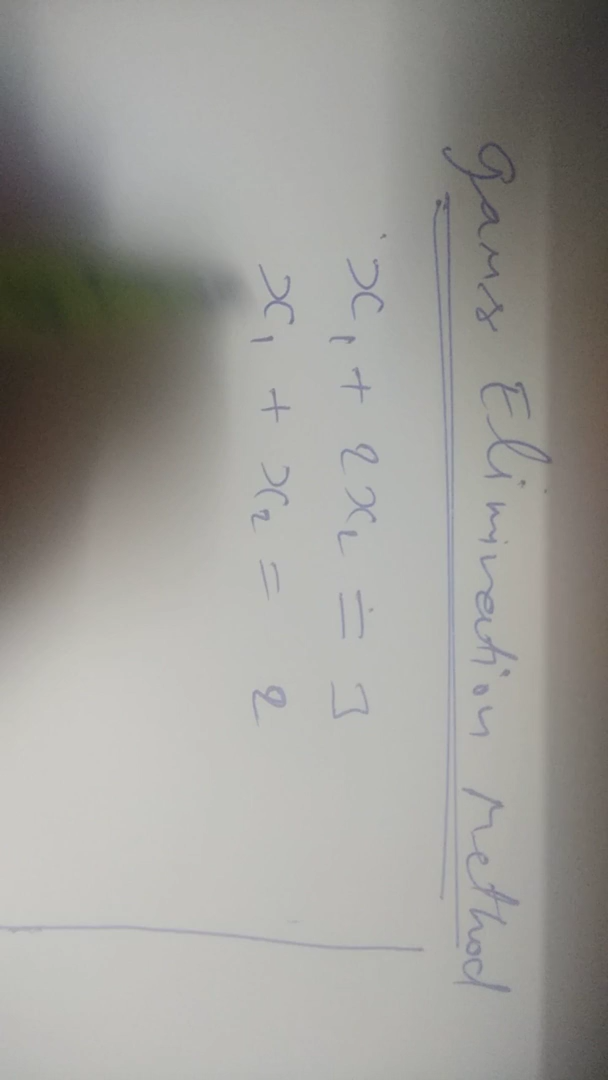 Gauss Elimination Method
x₁ + 2x₂ = 3
x₁ + x₂ = 2